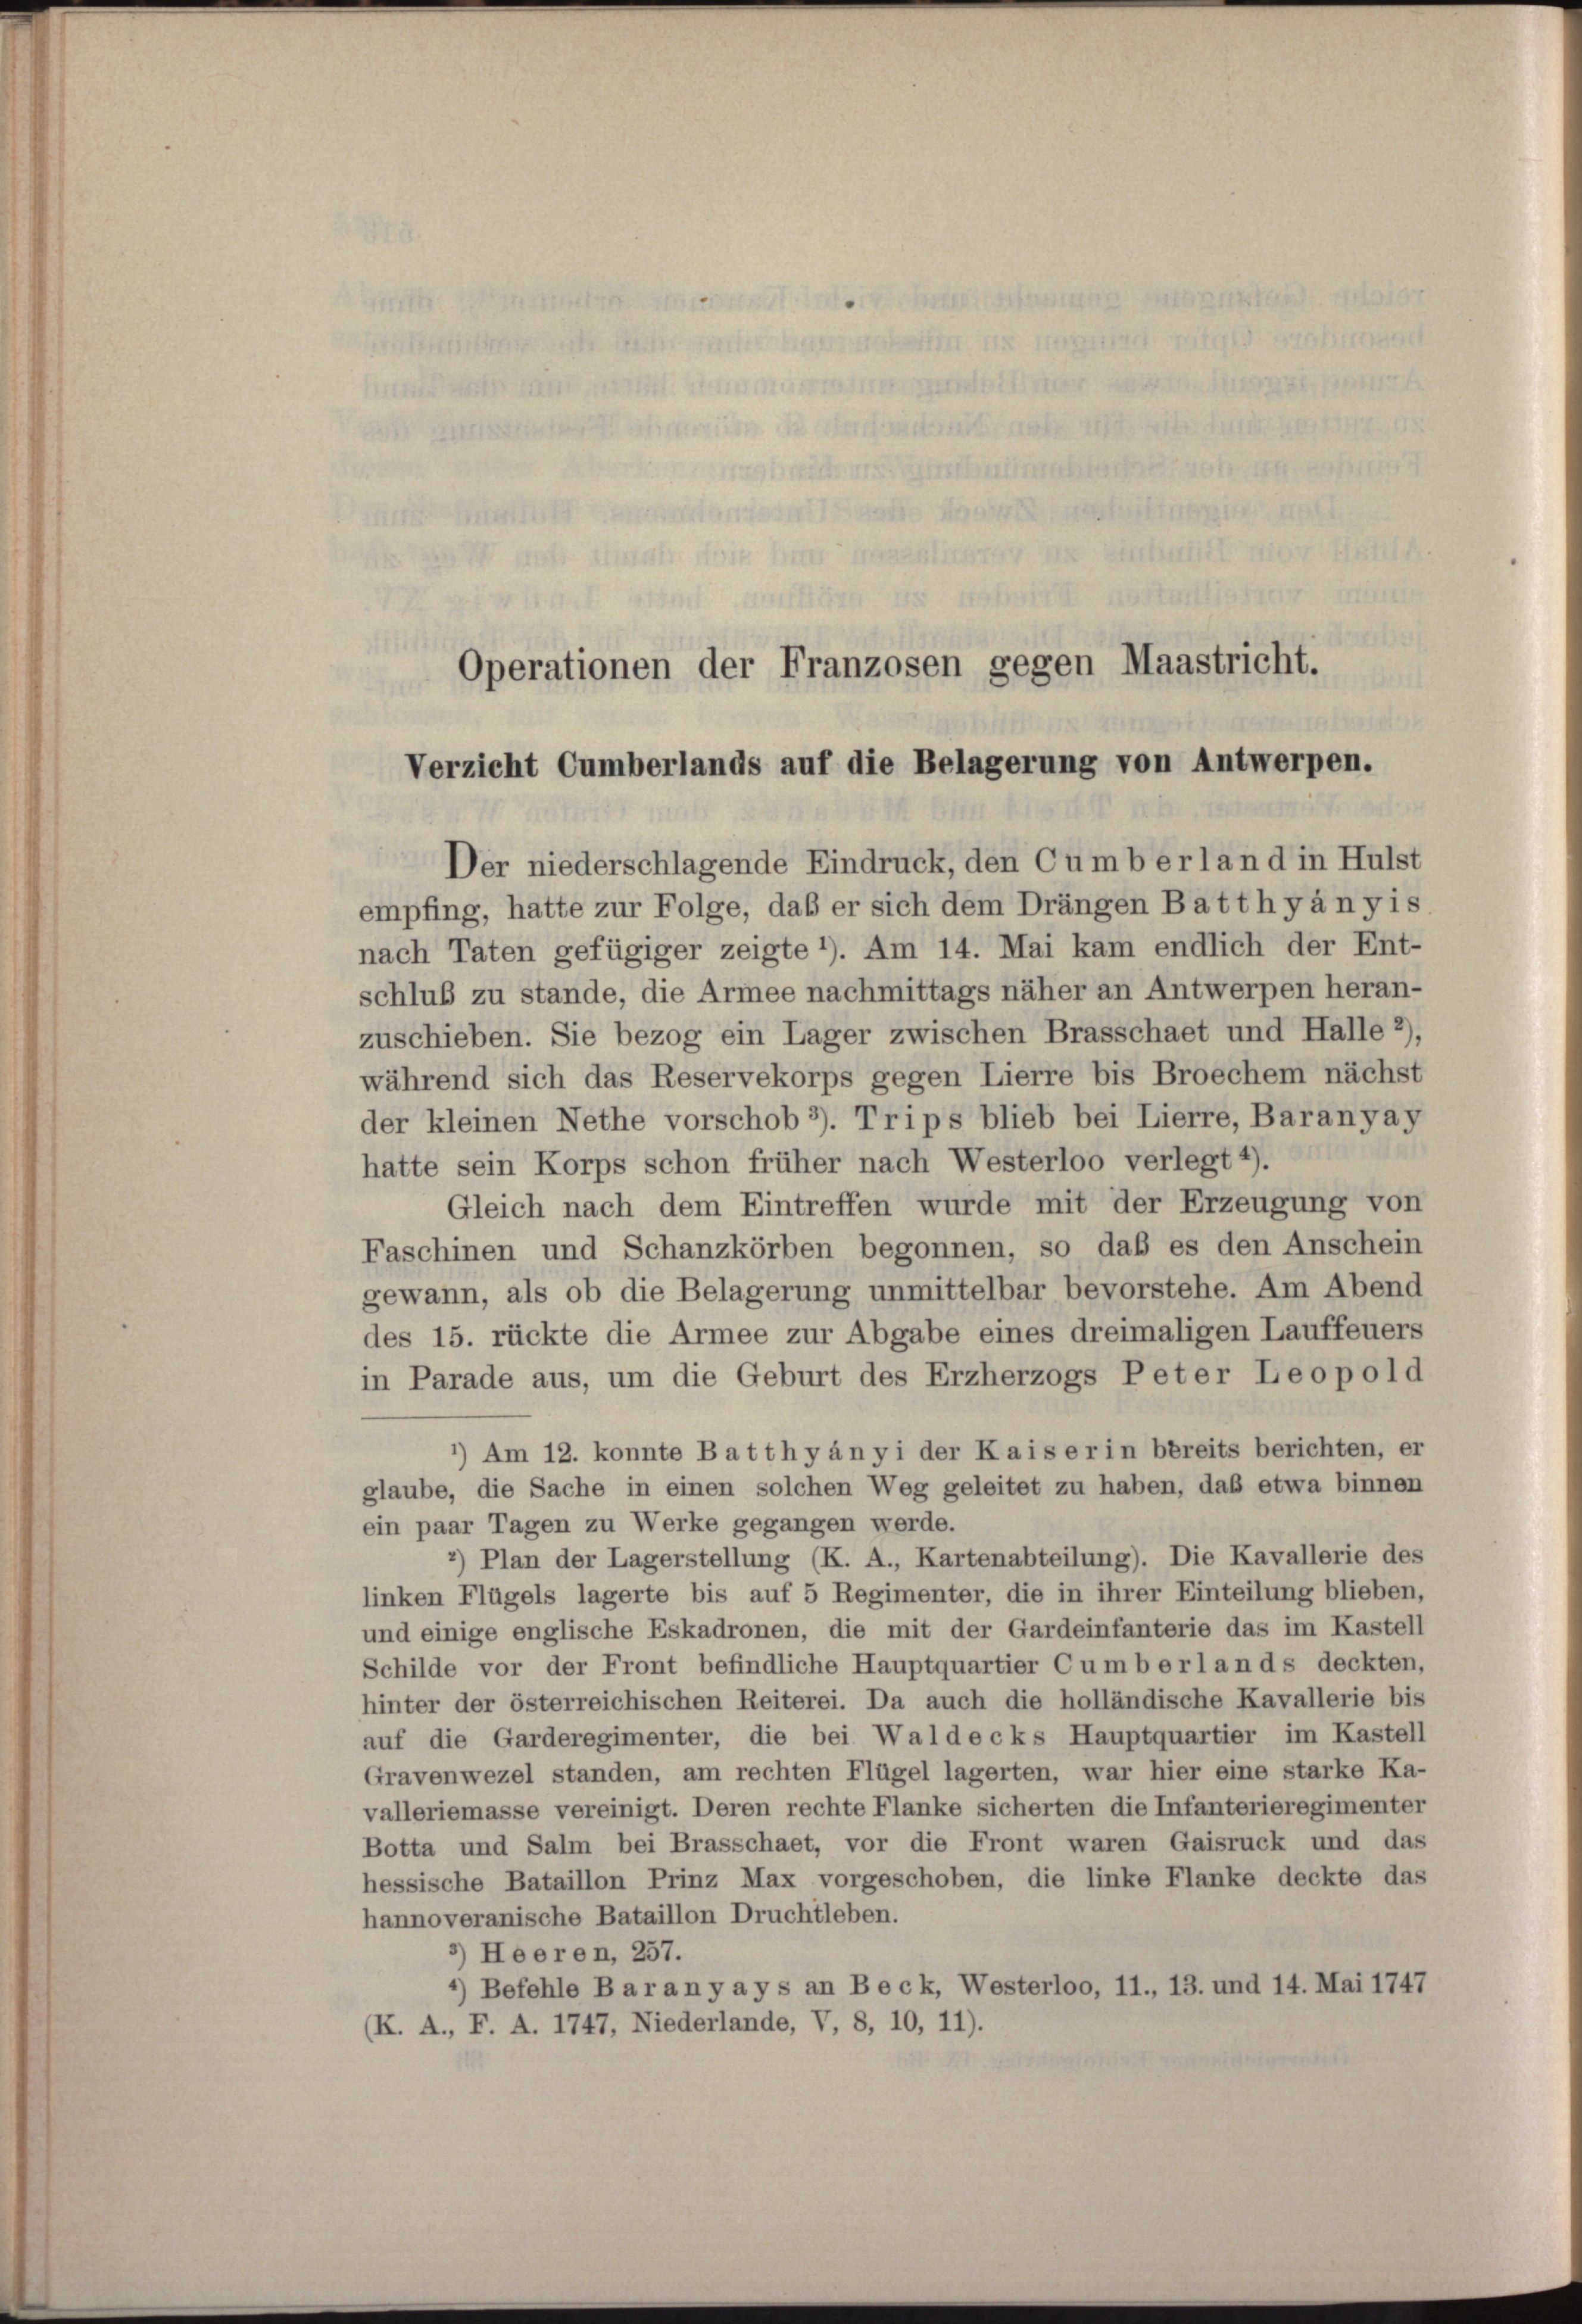 Operationen der Franzosen gegen Maastricht.
Verzicht Cumberlands auf die Belagerung von Antwerpen.
Der niederschlagende Eindruck, den Cumberland in Hulst
empfing, hatte zur Folge, daß er sich dem Drängen Batthyányis
nach Taten gefügiger zeigte ¹). Am 14. Mai kam endlich der Ent-
schluß zu stande, die Armee nachmittags näher an Antwerpen heran-
zuschieben. Sie bezog ein Lager zwischen Brasschaet und Halle ²),
während sich das Reservekorps gegen Lierre bis Broechem nächst
der kleinen Nethe vorschob ³). Trips blieb bei Lierre, Baranyay
hatte sein Korps schon früher nach Westerloo verlegt ⁴).
Gleich nach dem Eintreffen wurde mit der Erzeugung von
Faschinen und Schanzkörben begonnen, so daß es den Anschein
gewann, als ob die Belagerung unmittelbar bevorstehe. Am Abend
des 15. rückte die Armee zur Abgabe eines dreimaligen Lauffeuers
in Parade aus, um die Geburt des Erzherzogs Peter Leopold
¹) Am 12. konnte Batthyányi der Kaiserin bereits berichten, er
glaube, die Sache in einen solchen Weg geleitet zu haben, daß etwa binnen
ein paar Tagen zu Werke gegangen werde.
²) Plan der Lagerstellung (K. A., Kartenabteilung). Die Kavallerie des
linken Flügels lagerte bis auf 5 Regimenter, die in ihrer Einteilung blieben,
und einige englische Eskadronen, die mit der Gardeinfanterie das im Kastell
Schilde vor der Front befindliche Hauptquartier Cumberlands deckten,
hinter der österreichischen Reiterei. Da auch die holländische Kavallerie bis
auf die Garderegimenter, die bei Waldecks Hauptquartier im Kastell
Gravenwezel standen, am rechten Flügel lagerten, war hier eine starke Ka-
valleriemasse vereinigt. Deren rechte Flanke sicherten die Infanterieregimenter
Botta und Salm bei Brasschaet, vor die Front waren Gaisruck und das
hessische Bataillon Prinz Max vorgeschoben, die linke Flanke deckte das
hannoveranische Bataillon Druchtleben.
³) Heeren, 257.
⁴) Befehle Baranyays an Beck, Westerloo, 11., 13. und 14. Mai 1747
(K. A., F. A. 1747, Niederlande, V, 8, 10, 11).